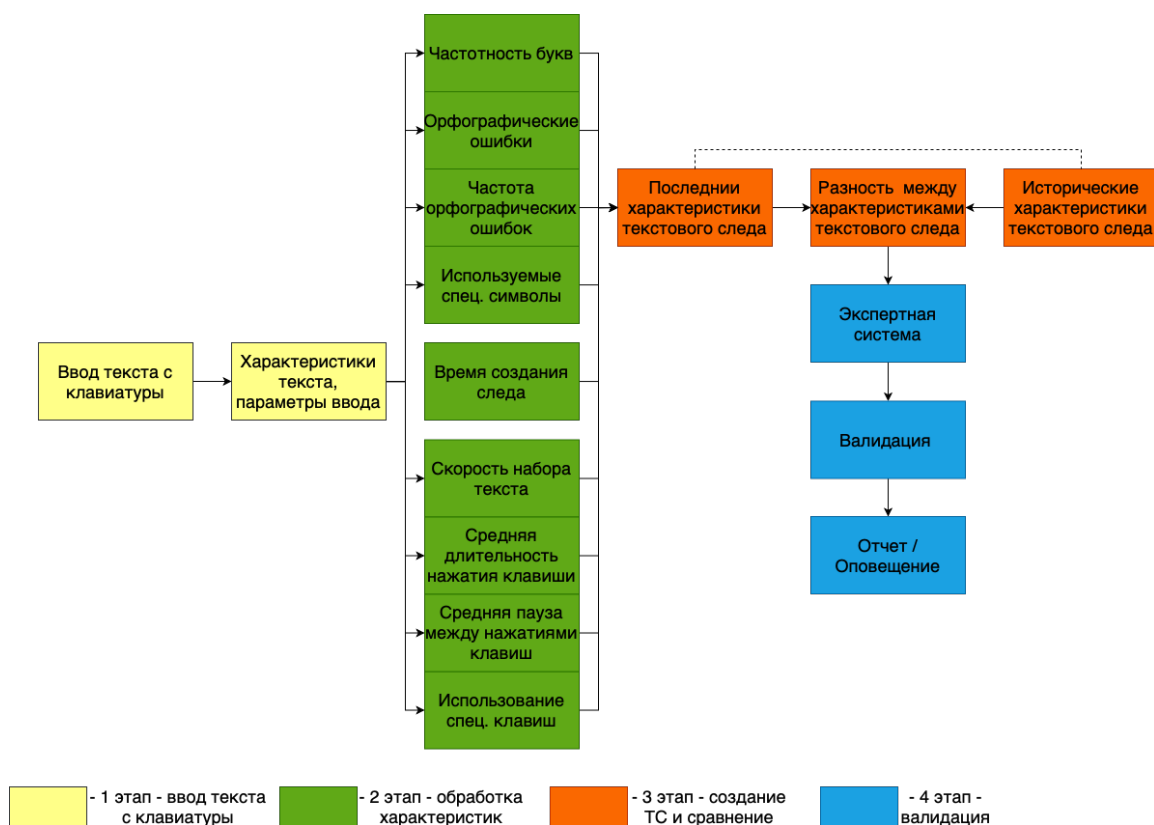 Частотность букв
Орфографические
ошибки
Частота
орфографических
ошибок
Используемые
спец. символы
Ввод текста с
клавиатуры
Характеристики
текста,
параметры ввода
Время создания
следа
Скорость набора
текста
Средняя
длительность
нажатия клавиши
Средняя пауза
между нажатиями
клавиш
Использование
спец. клавиш
Последнии
характеристики
текстового следа
Разность между
характеристиками
текстового следа
Исторические
характеристики
текстового следа
Экспертная
система
Валидация
Отчет /
Оповещение
- 1 этап - ввод текста
с клавиатуры
- 2 этап - обработка
характеристик
- 3 этап - создание
ТС и сравнение
- 4 этап -
валидация